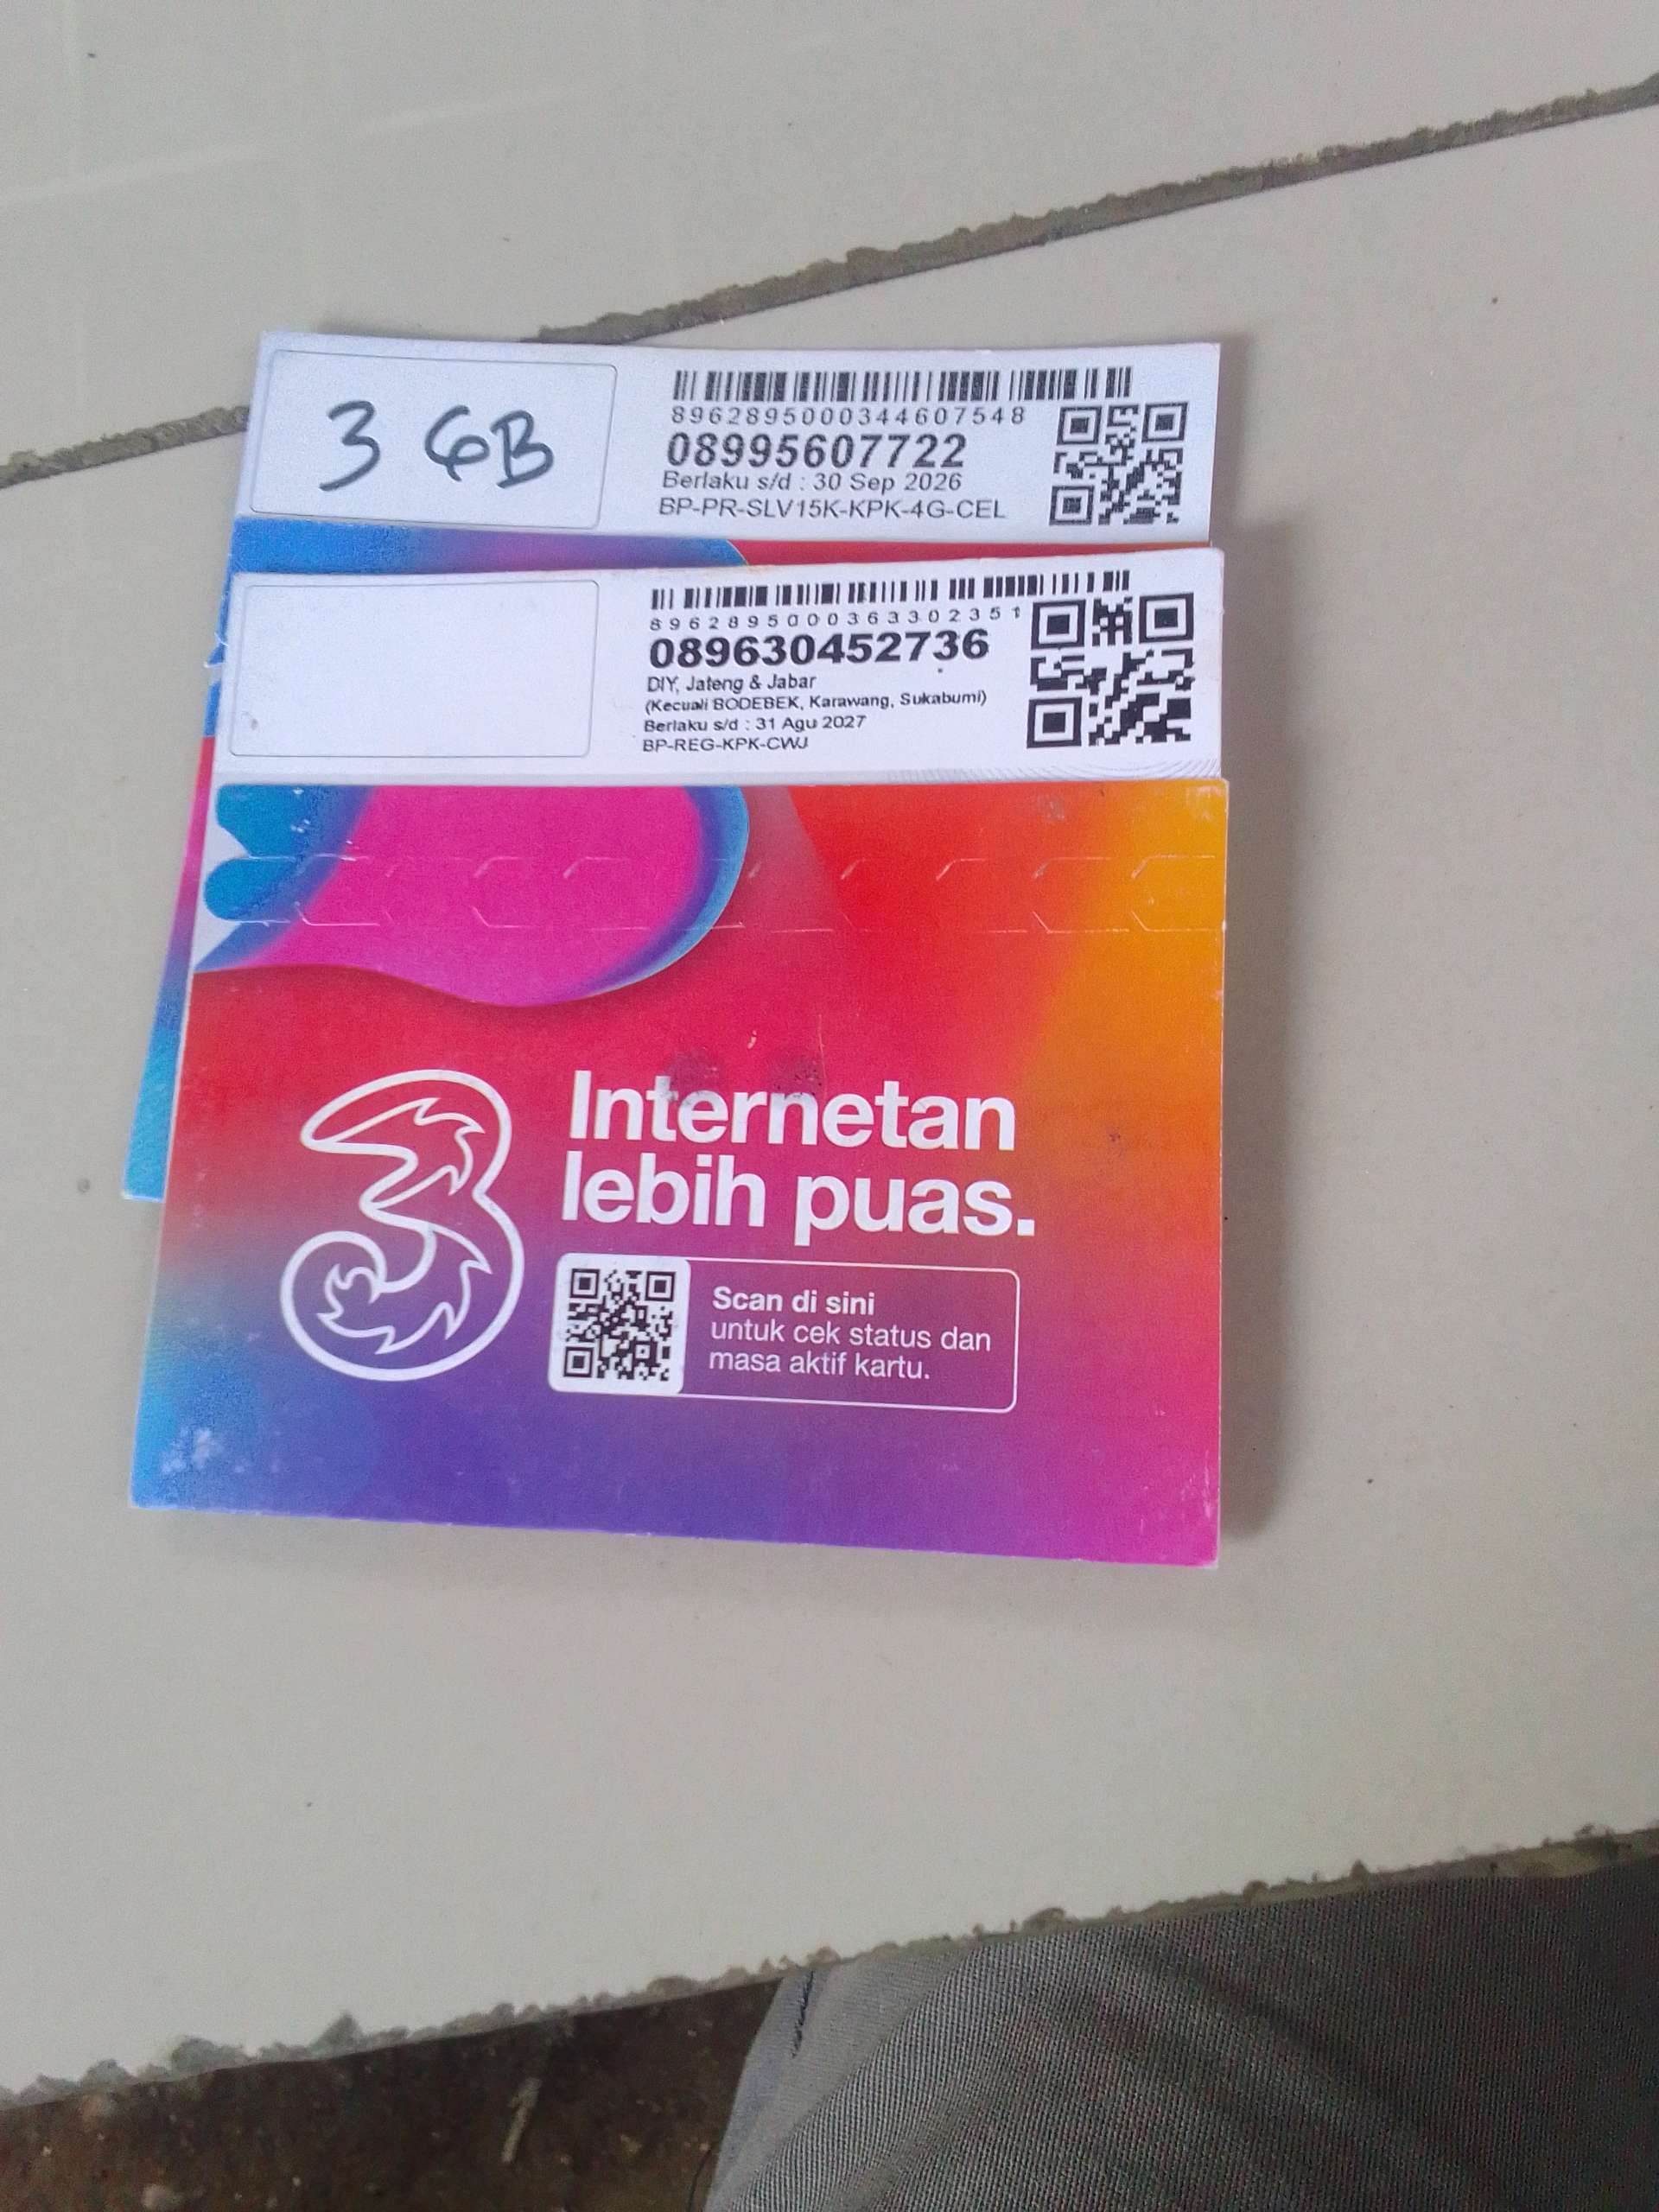 3 GB
8962895000344607548
08995607722
Berlaku s/d : 30 Sep 2026
BP-PR-SLV15K-KPK-4G-CEL
8962895000363302351
089630452736
DIY, Jateng & Jabar
(Kecuali BODEBEK, Karawang, Sukabumi)
Berlaku s/d : 31 Agu 2027
BP-REG-KPK-CWJ
3
Internetan
lebih puas.
Scan di sini
untuk cek status dan
masa aktif kartu.